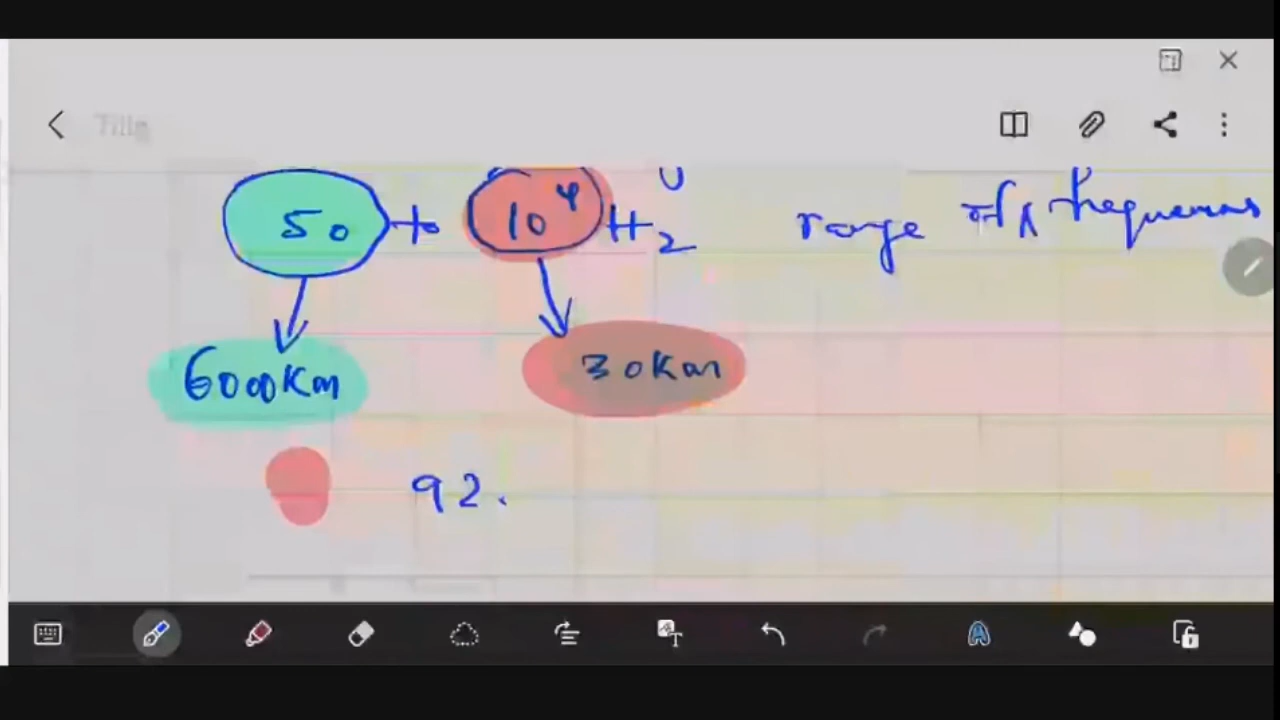 Title
50 to 10⁴ Hz range of frequencies
6000Km 30Km
92.